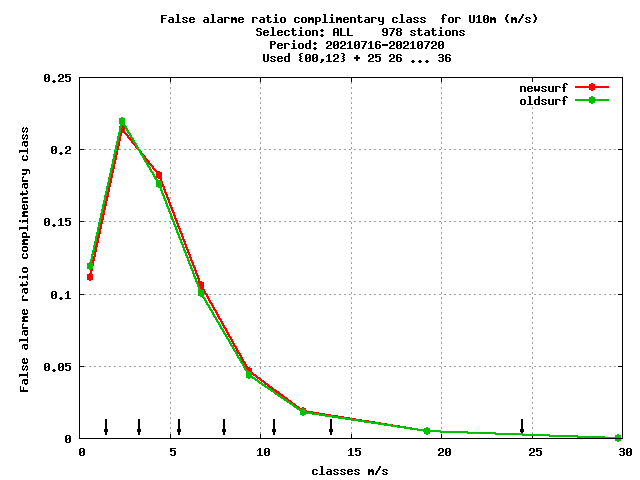 False alarme ratio complimentary class  for U10m (m/s)
Selection: ALL    978 stations
Period: 20210716-20210720
Used {00,12} + 25 26 ... 36
newsurf
oldsurf
False alarme ratio complimentary class
0.25
0.2
0.15
0.1
0.05
0
0 5 10 15 20 25 30
classes m/s